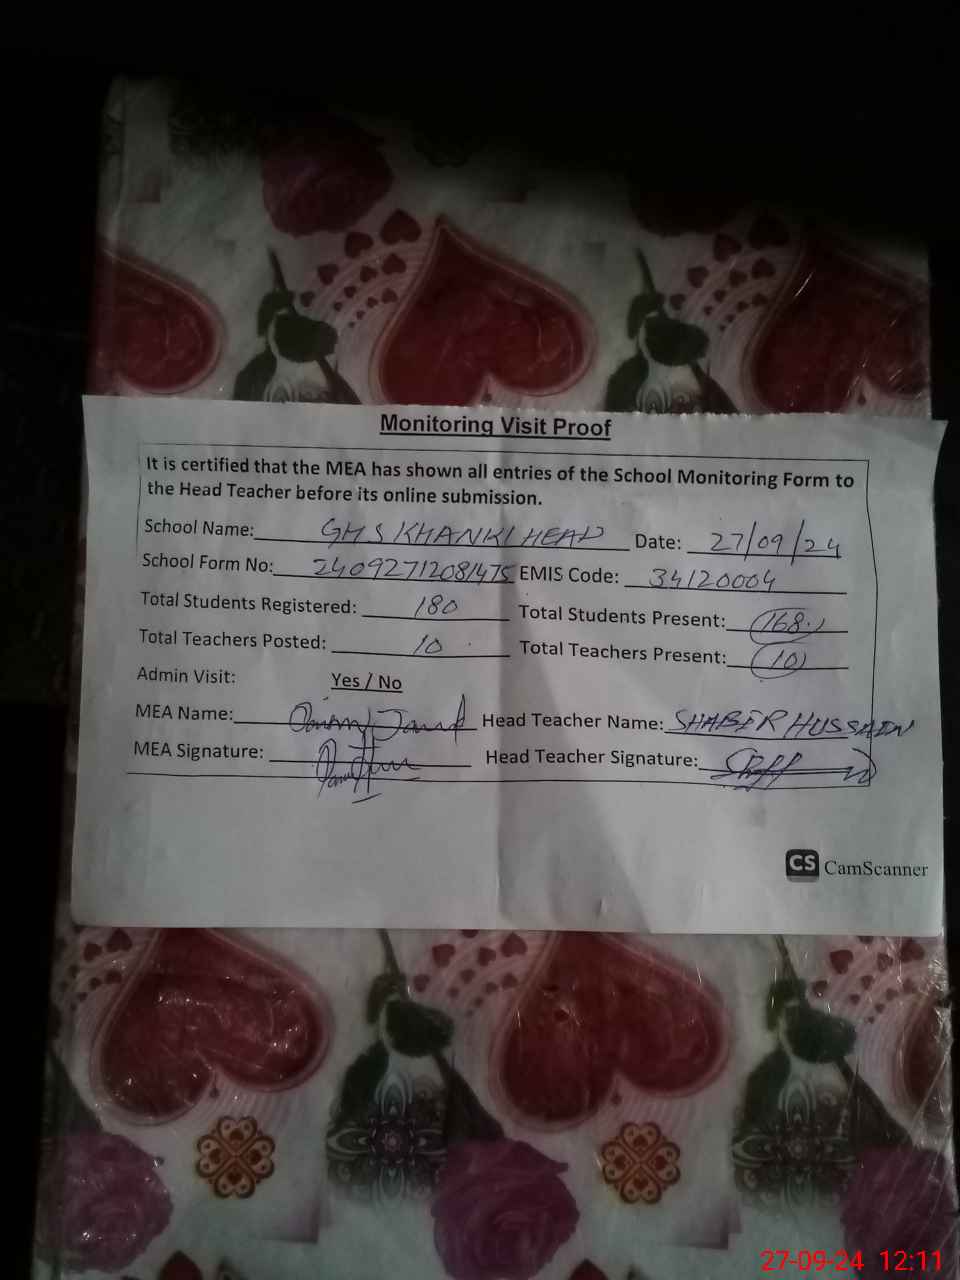 Monitoring Visit Proof
It is certified that the MEA has shown all entries of the School Monitoring Form to
the Head Teacher before its online submission.
School Name: GHS KHANKI HEAD Date: 27/09/24
School Form No: 24092712081475 EMIS Code: 34120004
Total Students Registered: 180 Total Students Present: 168
Total Teachers Posted: 10 Total Teachers Present: 10
Admin Visit: Yes / No
MEA Name: Head Teacher Name: SHABER HUSSAIN
MEA Signature: Head Teacher Signature:
CS CamScanner
27-09-24 12:11